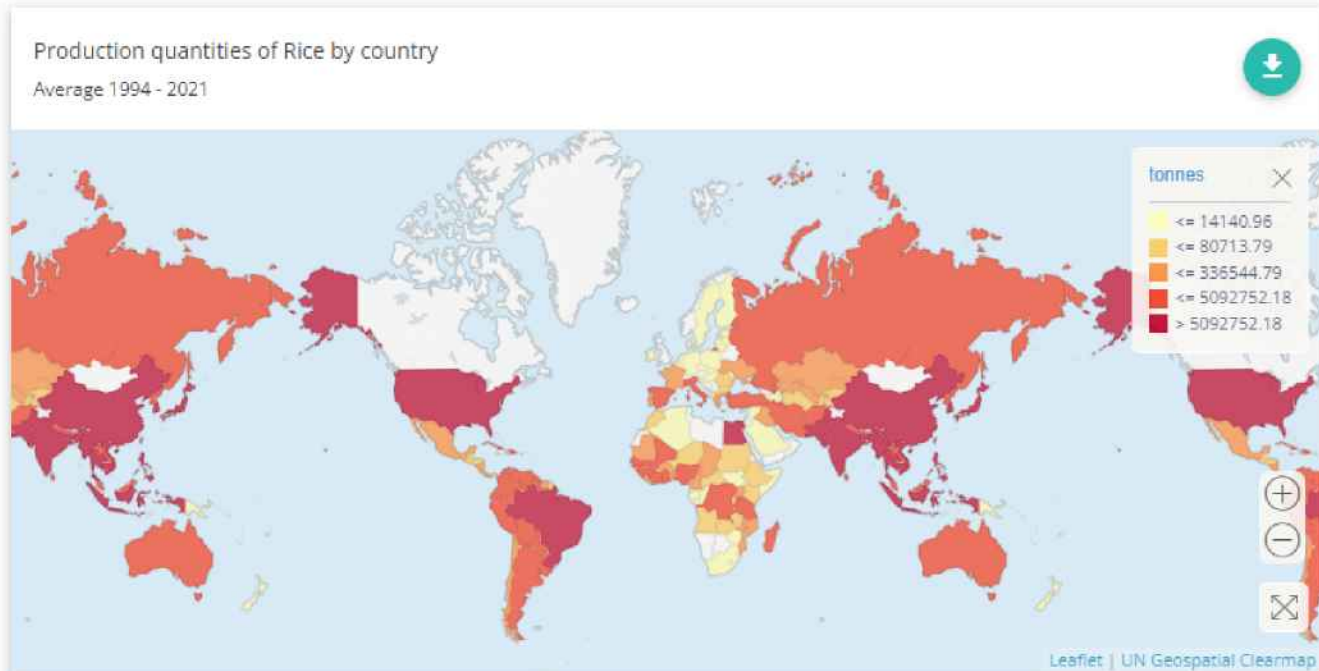 Production quantities of Rice by country
Average 1994 - 2021
tonnes
<= 14140.96
<= 80713.79
<= 336544.79
<= 5092752.18
> 5092752.18
Leaflet | UN Geospatial Clearmap